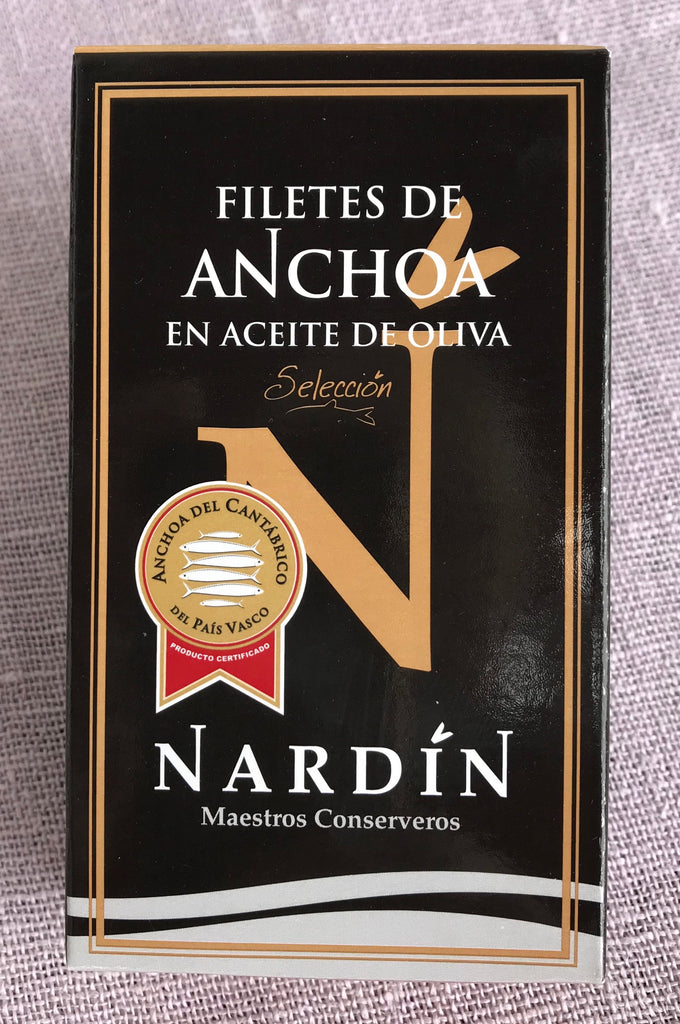 FILETES DE
ANCHOA
EN ACEITE DE OLIVA
Selección
Ń
ANCHOA DEL CANTÁBRICO
DEL PAÍS VASCO
PRODUCTO CERTIFICADO
NARDÍN
Maestros Conserveros